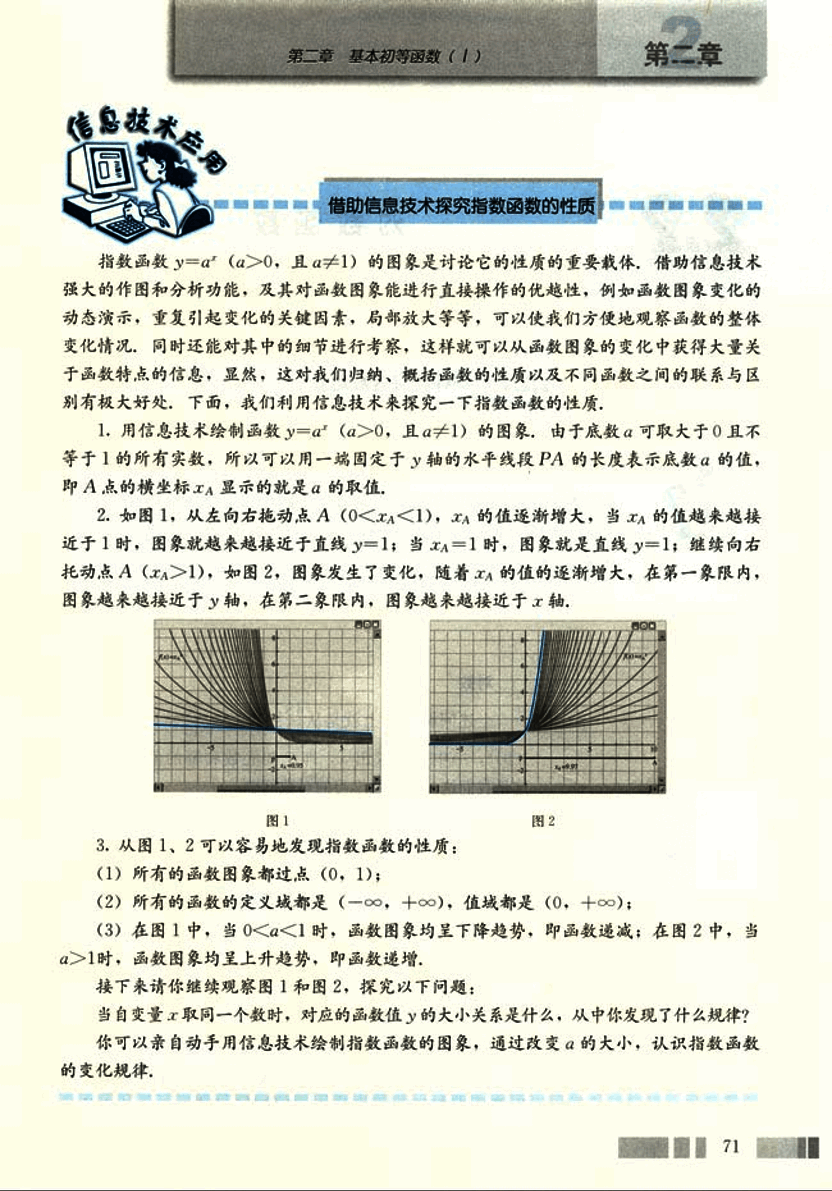 第二章 基本初等函数(Ⅰ)
2
第二章
信息技术应用
借助信息技术探究指数函数的性质
指数函数 y=aˣ (a>0,且 a≠1) 的图象是讨论它的性质的重要载体.借助信息技术
强大的作图和分析功能,及其对函数图象能进行直接操作的优越性,例如函数图象变化的
动态演示,重复引起变化的关键因素,局部放大等等,可以使我们方便地观察函数的整体
变化情况.同时还能对其中的细节进行考察,这样就可以从函数图象的变化中获得大量关
于函数特点的信息,显然,这对我们归纳、概括函数的性质以及不同函数之间的联系与区
别有极大好处.下面,我们利用信息技术来探究一下指数函数的性质.
1. 用信息技术绘制函数 y=aˣ (a>0,且 a≠1) 的图象.由于底数 a 可取大于 0 且不
等于 1 的所有实数,所以可以用一端固定于 y 轴的水平线段 PA 的长度表示底数 a 的值,
即 A 点的横坐标 x_A 显示的就是 a 的取值.
2. 如图 1,从左向右拖动点 A (0<x_A<1),x_A 的值逐渐增大,当 x_A 的值越来越接
近于 1 时,图象就越来越接近于直线 y=1;当 x_A=1 时,图象就是直线 y=1;继续向右
托动点 A (x_A>1),如图 2,图象发生了变化,随着 x_A 的值的逐渐增大,在第一象限内,
图象越来越接近于 y 轴,在第二象限内,图象越来越接近于 x 轴.
图 1
图 2
3. 从图 1、2 可以容易地发现指数函数的性质:
(1) 所有的函数图象都过点 (0,1);
(2) 所有的函数的定义域都是 (-∞,+∞),值域都是 (0,+∞);
(3) 在图 1 中,当 0<a<1 时,函数图象均呈下降趋势,即函数递减;在图 2 中,当
a>1时,函数图象均呈上升趋势,即函数递增.
接下来请你继续观察图 1 和图 2,探究以下问题:
当自变量 x 取同一个数时,对应的函数值 y 的大小关系是什么,从中你发现了什么规律?
你可以亲自动手用信息技术绘制指数函数的图象,通过改变 a 的大小,认识指数函数
的变化规律.
71